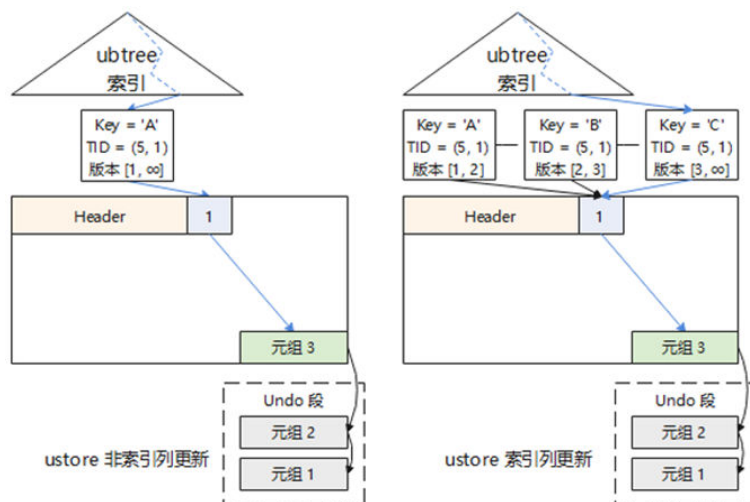 ubtree
索引
Key = 'A'
TID = (5, 1)
版本 [1, ∞]
Header
1
元组 3
Undo 段
元组 2
元组 1
ustore 非索引列更新
ubtree
索引
Key = 'A'
TID = (5, 1)
版本 [1, 2]
Key = 'B'
TID = (5, 1)
版本 [2, 3]
Key = 'C'
TID = (5, 1)
版本 [3, ∞]
Header
1
元组 3
Undo 段
元组 2
元组 1
ustore 索引列更新